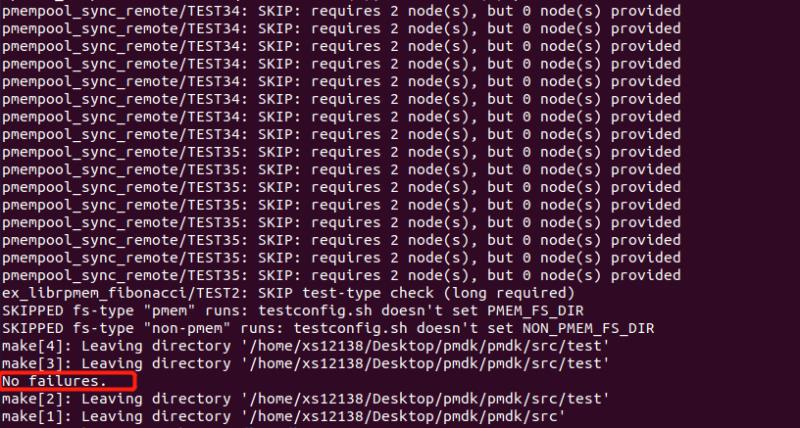 pmempool_sync_remote/TEST34: SKIP: requires 2 node(s), but 0 node(s) provided
pmempool_sync_remote/TEST34: SKIP: requires 2 node(s), but 0 node(s) provided
pmempool_sync_remote/TEST34: SKIP: requires 2 node(s), but 0 node(s) provided
pmempool_sync_remote/TEST34: SKIP: requires 2 node(s), but 0 node(s) provided
pmempool_sync_remote/TEST34: SKIP: requires 2 node(s), but 0 node(s) provided
pmempool_sync_remote/TEST34: SKIP: requires 2 node(s), but 0 node(s) provided
pmempool_sync_remote/TEST34: SKIP: requires 2 node(s), but 0 node(s) provided
pmempool_sync_remote/TEST34: SKIP: requires 2 node(s), but 0 node(s) provided
pmempool_sync_remote/TEST35: SKIP: requires 2 node(s), but 0 node(s) provided
pmempool_sync_remote/TEST35: SKIP: requires 2 node(s), but 0 node(s) provided
pmempool_sync_remote/TEST35: SKIP: requires 2 node(s), but 0 node(s) provided
pmempool_sync_remote/TEST35: SKIP: requires 2 node(s), but 0 node(s) provided
pmempool_sync_remote/TEST35: SKIP: requires 2 node(s), but 0 node(s) provided
pmempool_sync_remote/TEST35: SKIP: requires 2 node(s), but 0 node(s) provided
pmempool_sync_remote/TEST35: SKIP: requires 2 node(s), but 0 node(s) provided
pmempool_sync_remote/TEST35: SKIP: requires 2 node(s), but 0 node(s) provided
ex_librpmem_fibonacci/TEST2: SKIP test-type check (long required)
SKIPPED fs-type "pmem" runs: testconfig.sh doesn't set PMEM_FS_DIR
SKIPPED fs-type "non-pmem" runs: testconfig.sh doesn't set NON_PMEM_FS_DIR
make[4]: Leaving directory '/home/xs12138/Desktop/pmdk/pmdk/src/test'
make[3]: Leaving directory '/home/xs12138/Desktop/pmdk/pmdk/src/test'
No failures.
make[2]: Leaving directory '/home/xs12138/Desktop/pmdk/pmdk/src/test'
make[1]: Leaving directory '/home/xs12138/Desktop/pmdk/pmdk/src'